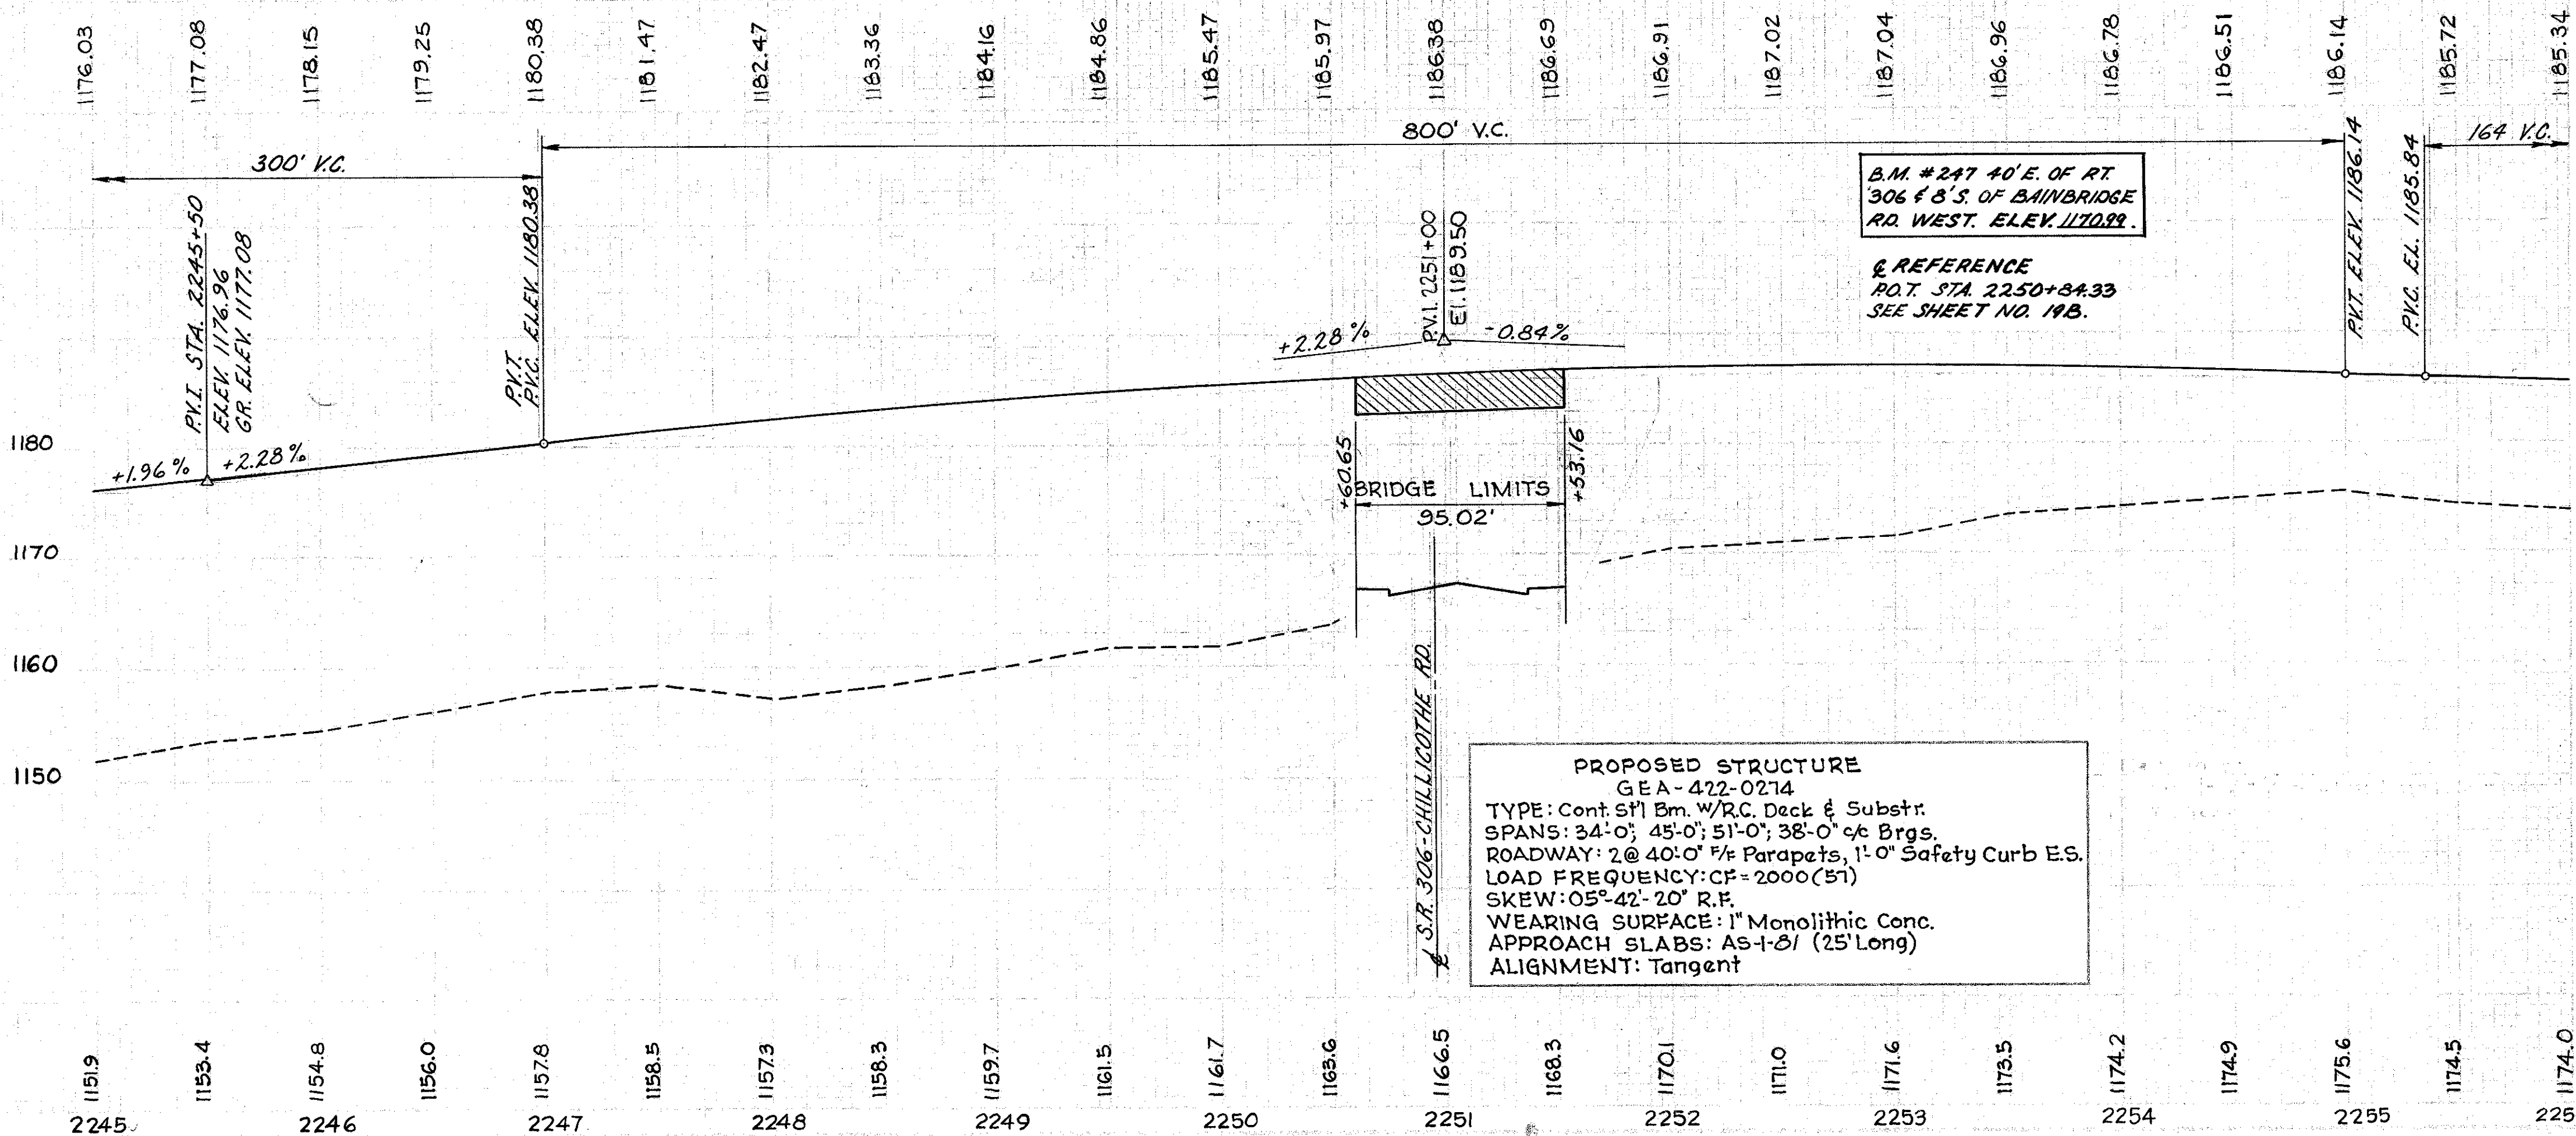 1176.03 1177.08 1178.15 1179.25 1180.38 1181.47 1182.47 1183.36 1184.16 1184.86 1185.47 1185.97 1186.38 1186.69 1186.91 1187.02 1187.04 1186.96 1186.78 1186.51 1186.14 1185.72 1185.34
300' V.C.
800' V.C.
164 V.C.
P.V.I. STA. 2245+50
ELEV. 1176.96
GR. ELEV. 1177.08
P.V.T.
P.V.C. ELEV. 1180.38
P.V.I. 2251+00
El. 1189.50
B.M. #247 40' E. OF RT.
306 & 8' S. OF BAINBRIDGE
RD. WEST. ELEV. 1170.99.
℄ REFERENCE
P.O.T. STA. 2250+84.33
SEE SHEET NO. 19B.
P.V.T. ELEV. 1186.14
P.V.C. EL. 1185.84
+2.28%
-0.84%
1180
+1.96%
+2.28%
+60.65
+53.16
BRIDGE LIMITS
95.02'
1170
1160
1150
℄ S.R. 306-CHILLICOTHE RD.
PROPOSED STRUCTURE
GEA-422-0274
TYPE: Cont. St'l Bm. W/R.C. Deck & Substr.
SPANS: 34'-0"; 45'-0"; 51'-0"; 38'-0" c/c Brgs.
ROADWAY: 2@ 40'-0" F/F Parapets, 1'-0" Safety Curb E.S.
LOAD FREQUENCY: CF=2000(57)
SKEW: 05°-42'-20" R.F.
WEARING SURFACE: 1" Monolithic Conc.
APPROACH SLABS: AS-1-81 (25' Long)
ALIGNMENT: Tangent
1151.9 1153.4 1154.8 1156.0 1157.8 1158.5 1157.3 1158.3 1159.7 1161.5 1161.7 1163.6 1166.5 1168.3 1170.1 1171.0 1171.6 1173.5 1174.2 1174.9 1175.6 1174.5 1174.0
2245 2246 2247 2248 2249 2250 2251 2252 2253 2254 2255 225